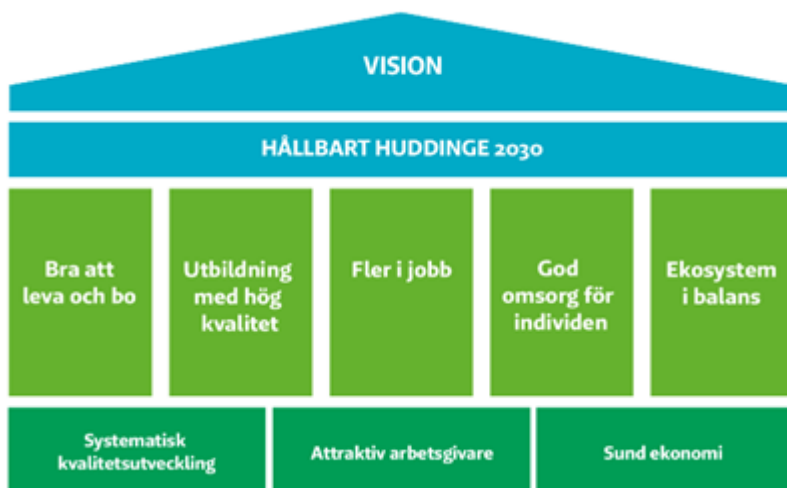 VISION
HÅLLBART HUDDINGE 2030
Bra att
leva och bo
Utbildning
med hög
kvalitet
Fler i jobb
God
omsorg för
individen
Ekosystem
i balans
Systematisk
kvalitetsutveckling
Attraktiv arbetsgivare
Sund ekonomi